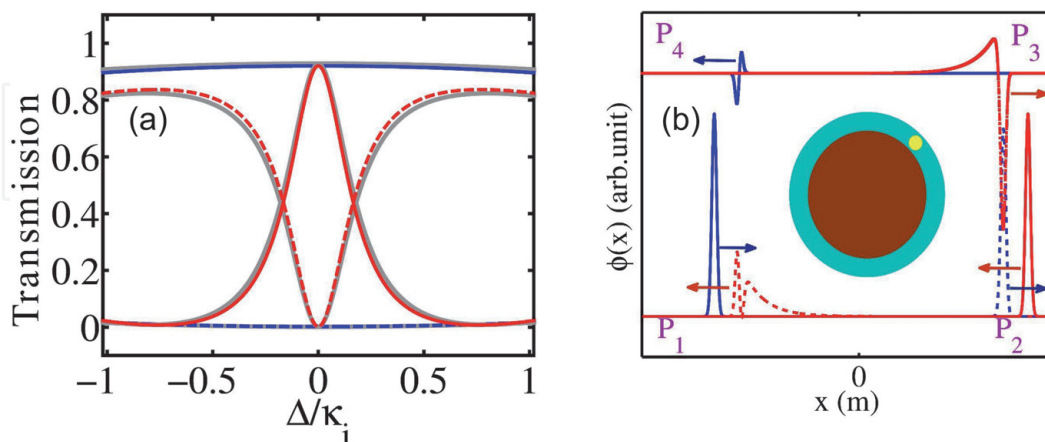 Transmission
1
0.8
0.6
0.4
0.2
0
(a)
−1
−0.5
0
0.5
1
Δ/κi
P4
P3
(b)
ϕ(x) (arb.unit)
P1
P2
0
x (m)